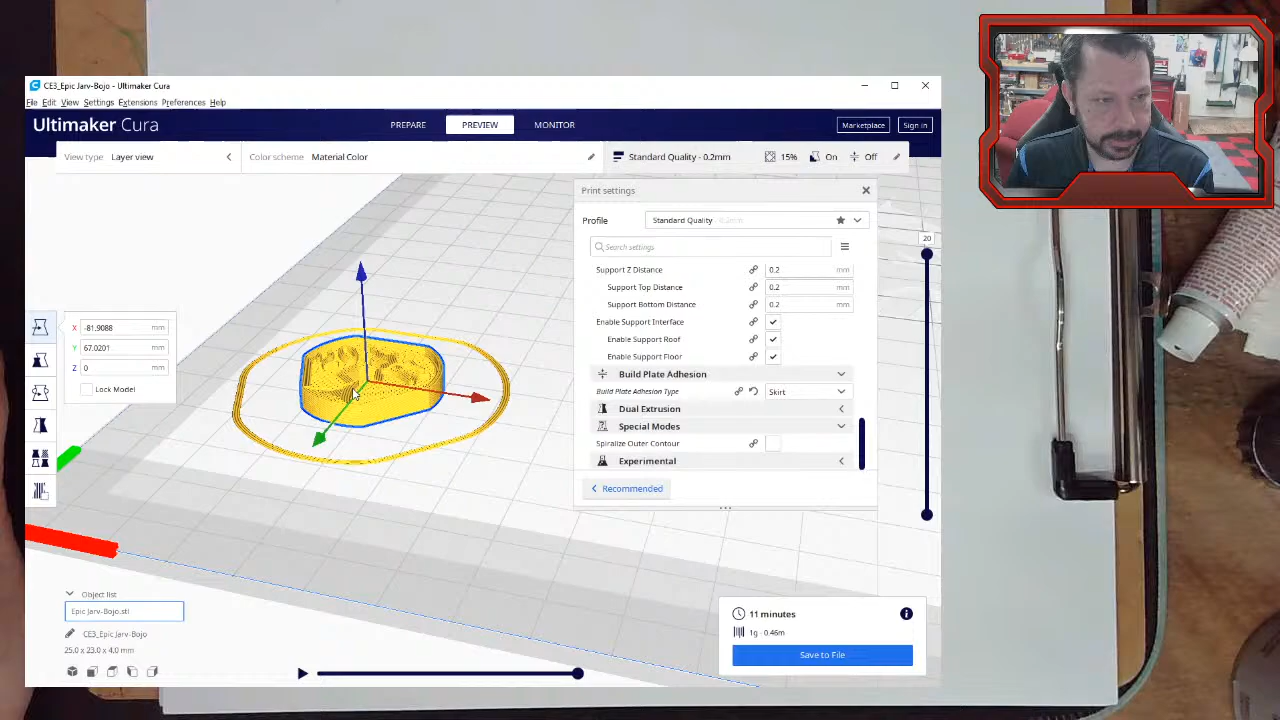 CE3_Epic Jarv-Bojo - Ultimaker Cura
File Edit View Settings Extensions Preferences Help
Ultimaker Cura
PREPARE PREVIEW MONITOR
Marketplace Sign in
View type Layer view
Color scheme Material Color
Standard Quality - 0.2mm 15% On Off
Print settings
Profile Standard Quality - 0.2mm
Search settings
Support Z Distance 0.2 mm
Support Top Distance 0.2 mm
Support Bottom Distance 0.2 mm
Enable Support Interface
Enable Support Roof
Enable Support Floor
Build Plate Adhesion
Build Plate Adhesion Type Skirt
Dual Extrusion
Special Modes
Spiralize Outer Contour
Experimental
Recommended
20
X -81.9088 mm
Y 67.0201 mm
Z 0 mm
Lock Model
Object list
Epic Jarv-Bojo.stl
CE3_Epic Jarv-Bojo
25.0 x 23.0 x 4.0 mm
11 minutes
1g · 0.46m
Save to File